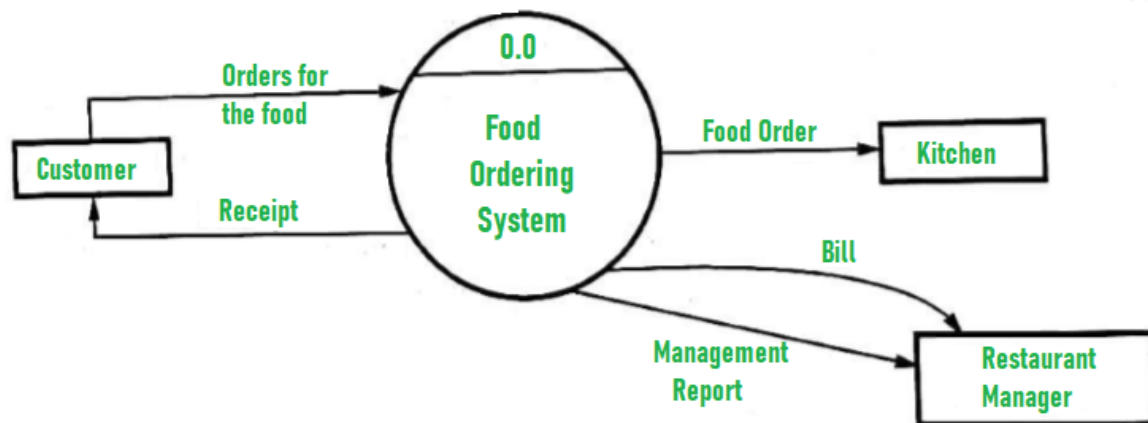 0.0
Orders for
the food
Food
Ordering
System
Food Order
Kitchen
Customer
Receipt
Bill
Management
Report
Restaurant
Manager